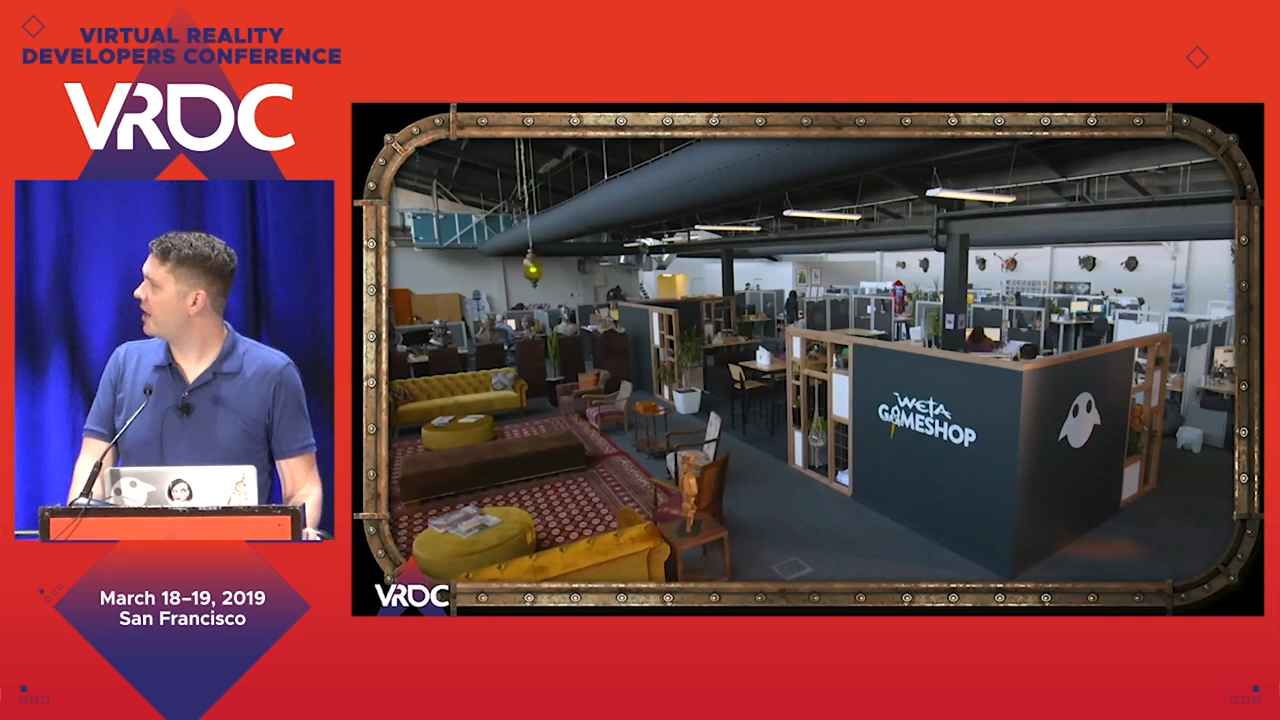 VIRTUAL REALITY
DEVELOPERS CONFERENCE
VRDC
WETA
GAMESHOP
VRDC
March 18–19, 2019
San Francisco